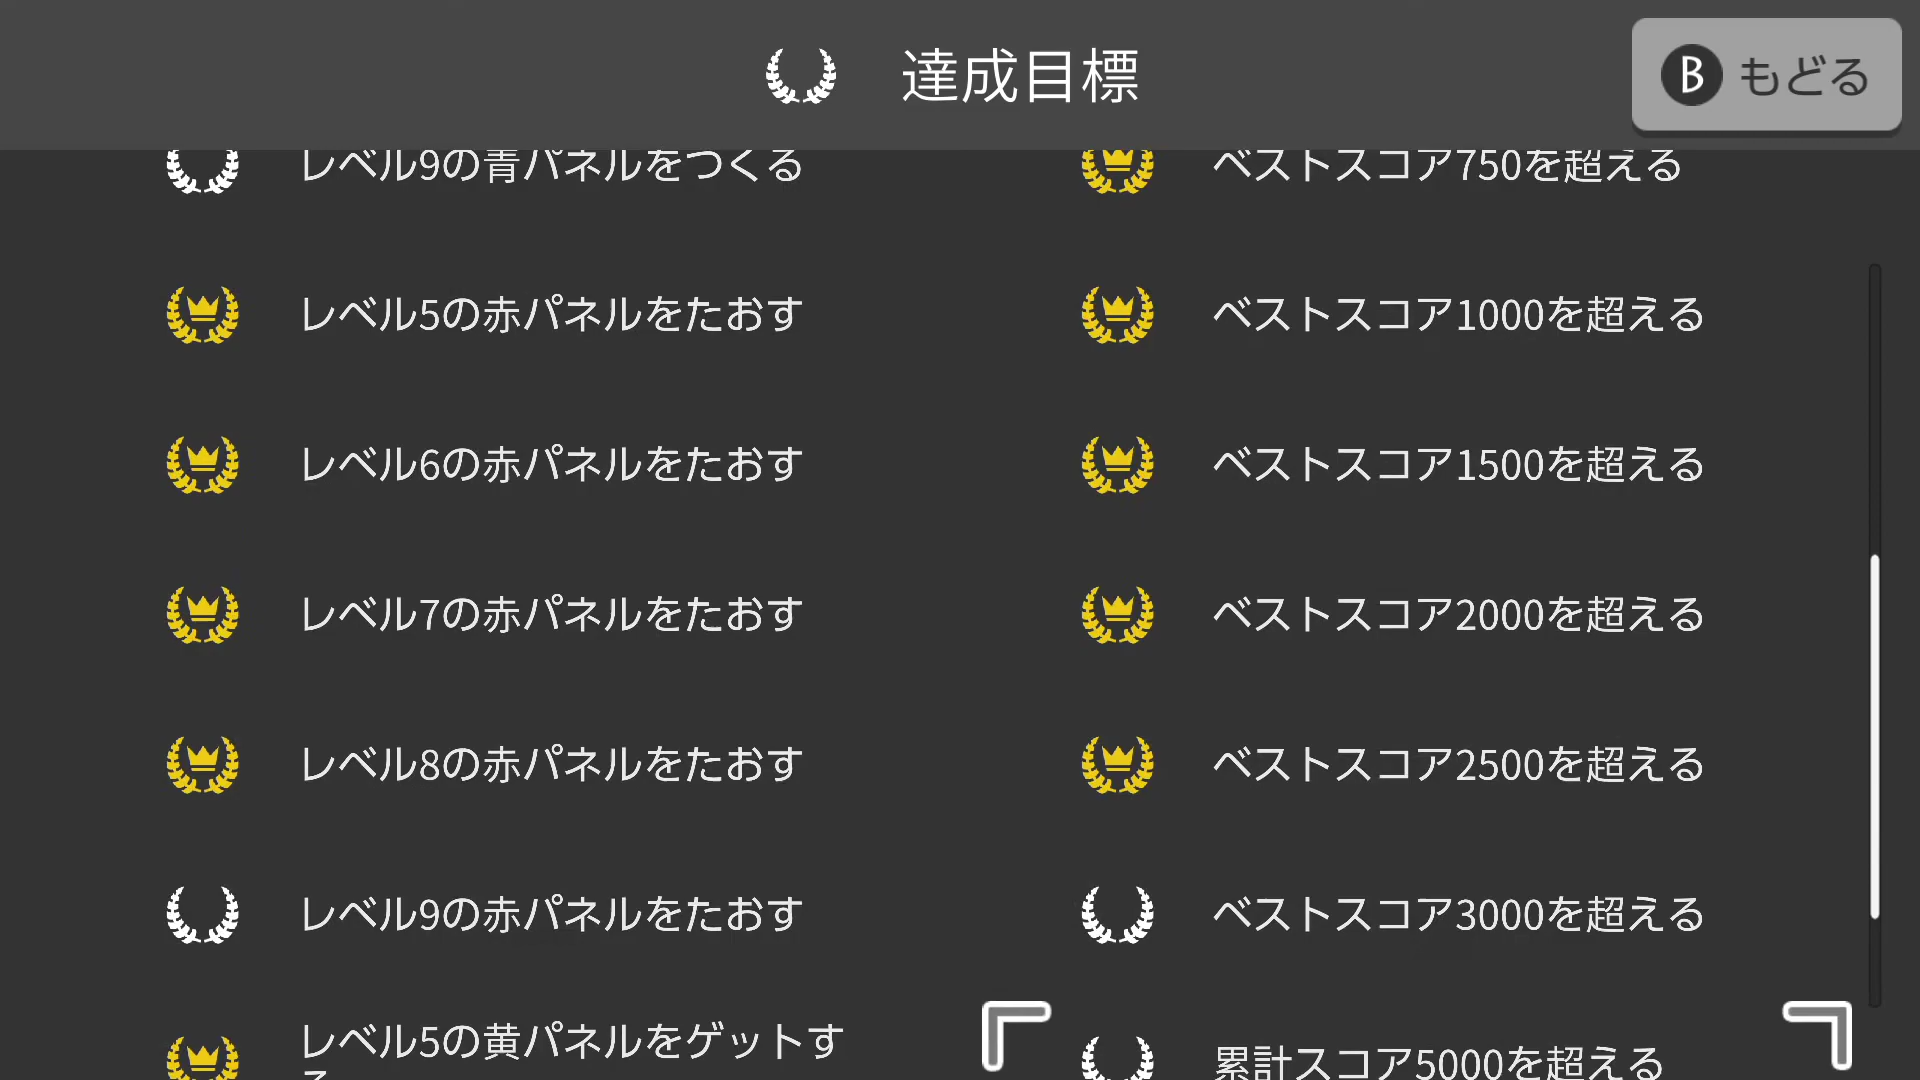 達成目標
B もどる
レベル9の青パネルをつくる
ベストスコア750を超える
レベル5の赤パネルをたおす
ベストスコア1000を超える
レベル6の赤パネルをたおす
ベストスコア1500を超える
レベル7の赤パネルをたおす
ベストスコア2000を超える
レベル8の赤パネルをたおす
ベストスコア2500を超える
レベル9の赤パネルをたおす
ベストスコア3000を超える
レベル5の黄パネルをゲットす
累計スコア5000を超える